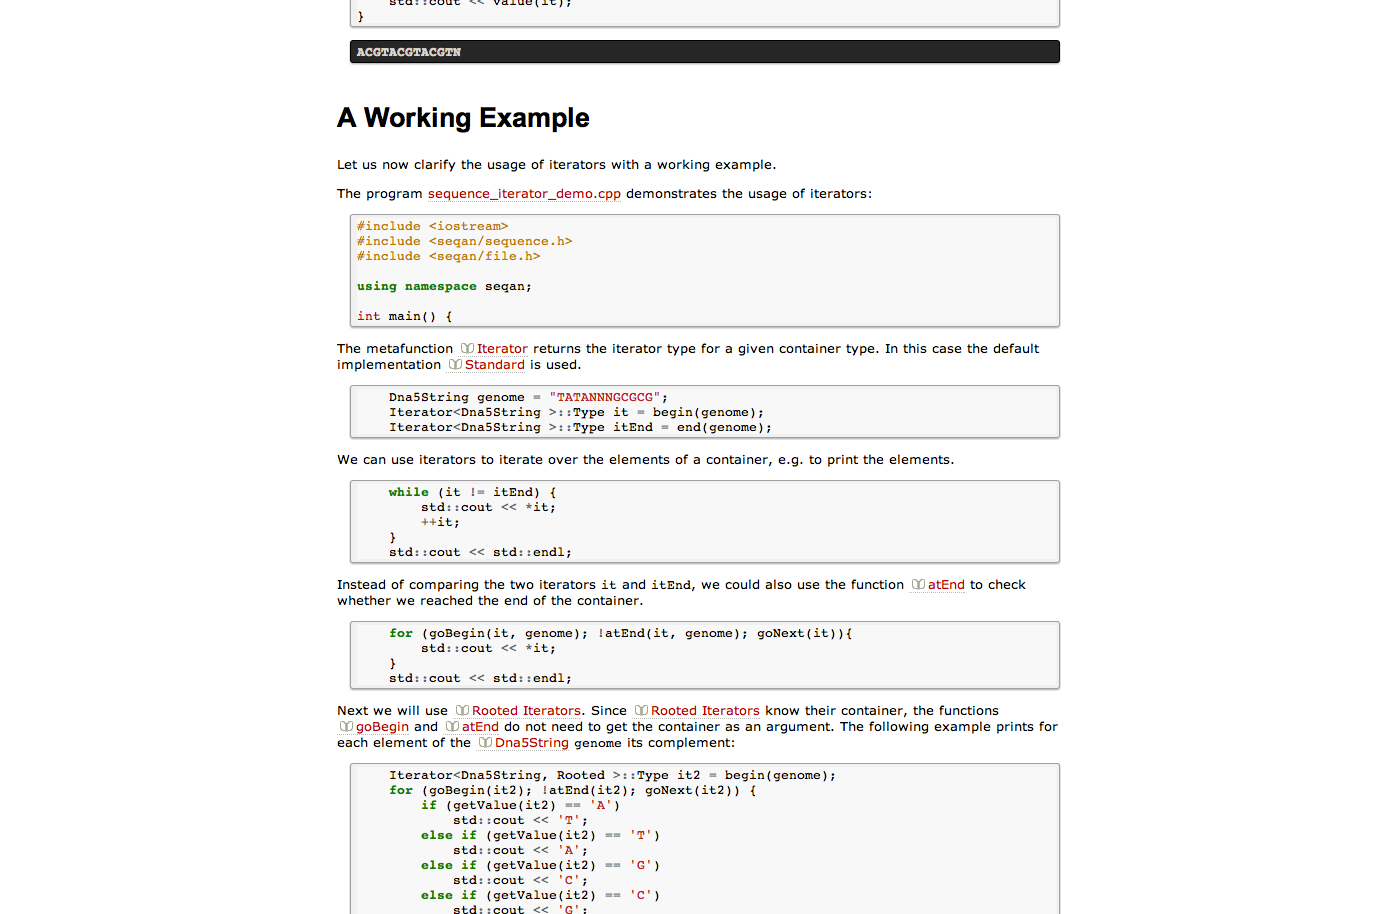 std::cout << value(it);
}
ACGTACGTACGTN
A Working Example
Let us now clarify the usage of iterators with a working example.
The program sequence_iterator_demo.cpp demonstrates the usage of iterators:
#include <iostream>
#include <seqan/sequence.h>
#include <seqan/file.h>
using namespace seqan;
int main() {
The metafunction Iterator returns the iterator type for a given container type. In this case the default
implementation Standard is used.
Dna5String genome = "TATANNNGCGCG";
Iterator<Dna5String >::Type it = begin(genome);
Iterator<Dna5String >::Type itEnd = end(genome);
We can use iterators to iterate over the elements of a container, e.g. to print the elements.
while (it != itEnd) {
std::cout << *it;
++it;
}
std::cout << std::endl;
Instead of comparing the two iterators it and itEnd, we could also use the function atEnd to check
whether we reached the end of the container.
for (goBegin(it, genome); !atEnd(it, genome); goNext(it)){
std::cout << *it;
}
std::cout << std::endl;
Next we will use Rooted Iterators. Since Rooted Iterators know their container, the functions
goBegin and atEnd do not need to get the container as an argument. The following example prints for
each element of the Dna5String genome its complement:
Iterator<Dna5String, Rooted >::Type it2 = begin(genome);
for (goBegin(it2); !atEnd(it2); goNext(it2)) {
if (getValue(it2) == 'A')
std::cout << 'T';
else if (getValue(it2) == 'T')
std::cout << 'A';
else if (getValue(it2) == 'G')
std::cout << 'C';
else if (getValue(it2) == 'C')
std::cout << 'G';